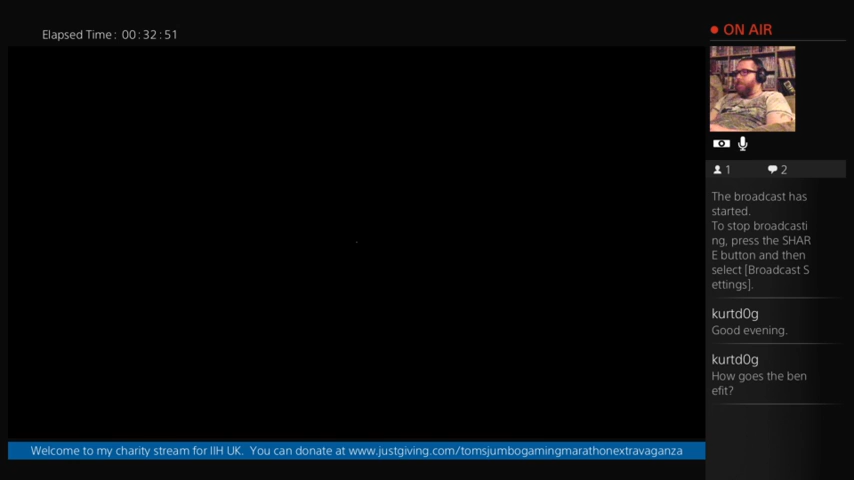 Elapsed Time: 00:32:51
ON AIR
1
2
The broadcast has
started.
To stop broadcasti
ng, press the SHAR
E button and then
select [Broadcast S
ettings].
kurtd0g
Good evening.
kurtd0g
How goes the ben
efit?
Welcome to my charity stream for IIH UK. You can donate at www.justgiving.com/tomsjumbogamingmarathonextravaganza